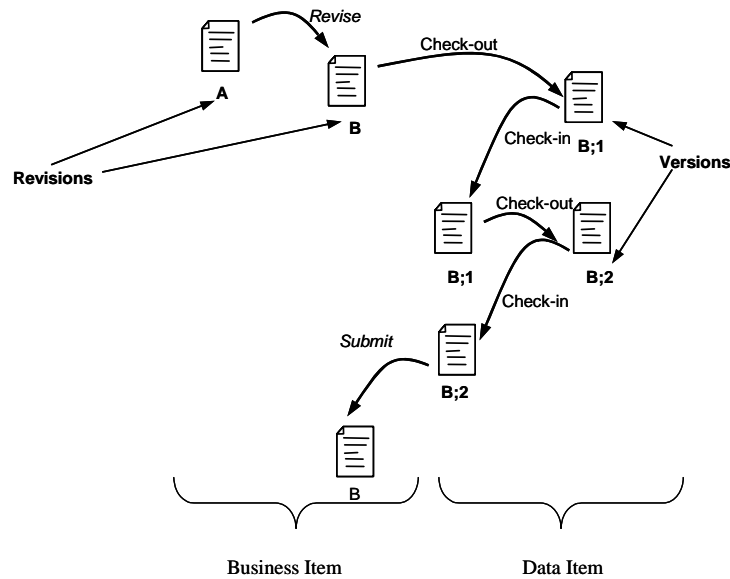 Revise
Check-out
A
B
B;1
Check-in
Versions
Revisions
Check-out
B;1
B;2
Check-in
Submit
B;2
B
Business Item
Data Item